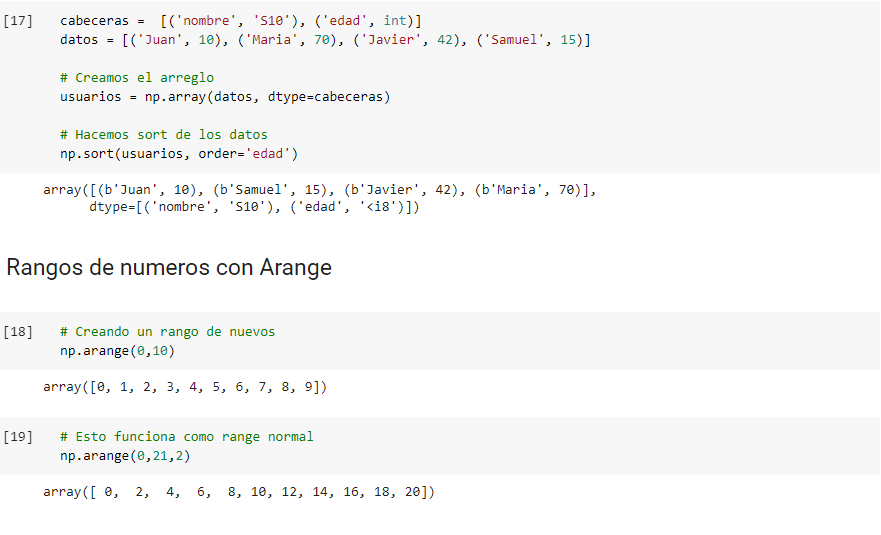 [17] cabeceras =  [('nombre', 'S10'), ('edad', int)]
datos = [('Juan', 10), ('Maria', 70), ('Javier', 42), ('Samuel', 15)]
# Creamos el arreglo
usuarios = np.array(datos, dtype=cabeceras)
# Hacemos sort de los datos
np.sort(usuarios, order='edad')
array([(b'Juan', 10), (b'Samuel', 15), (b'Javier', 42), (b'Maria', 70)],
      dtype=[('nombre', 'S10'), ('edad', '<i8')])
Rangos de numeros con Arange
[18] # Creando un rango de nuevos
np.arange(0,10)
array([0, 1, 2, 3, 4, 5, 6, 7, 8, 9])
[19] # Esto funciona como range normal
np.arange(0,21,2)
array([ 0,  2,  4,  6,  8, 10, 12, 14, 16, 18, 20])